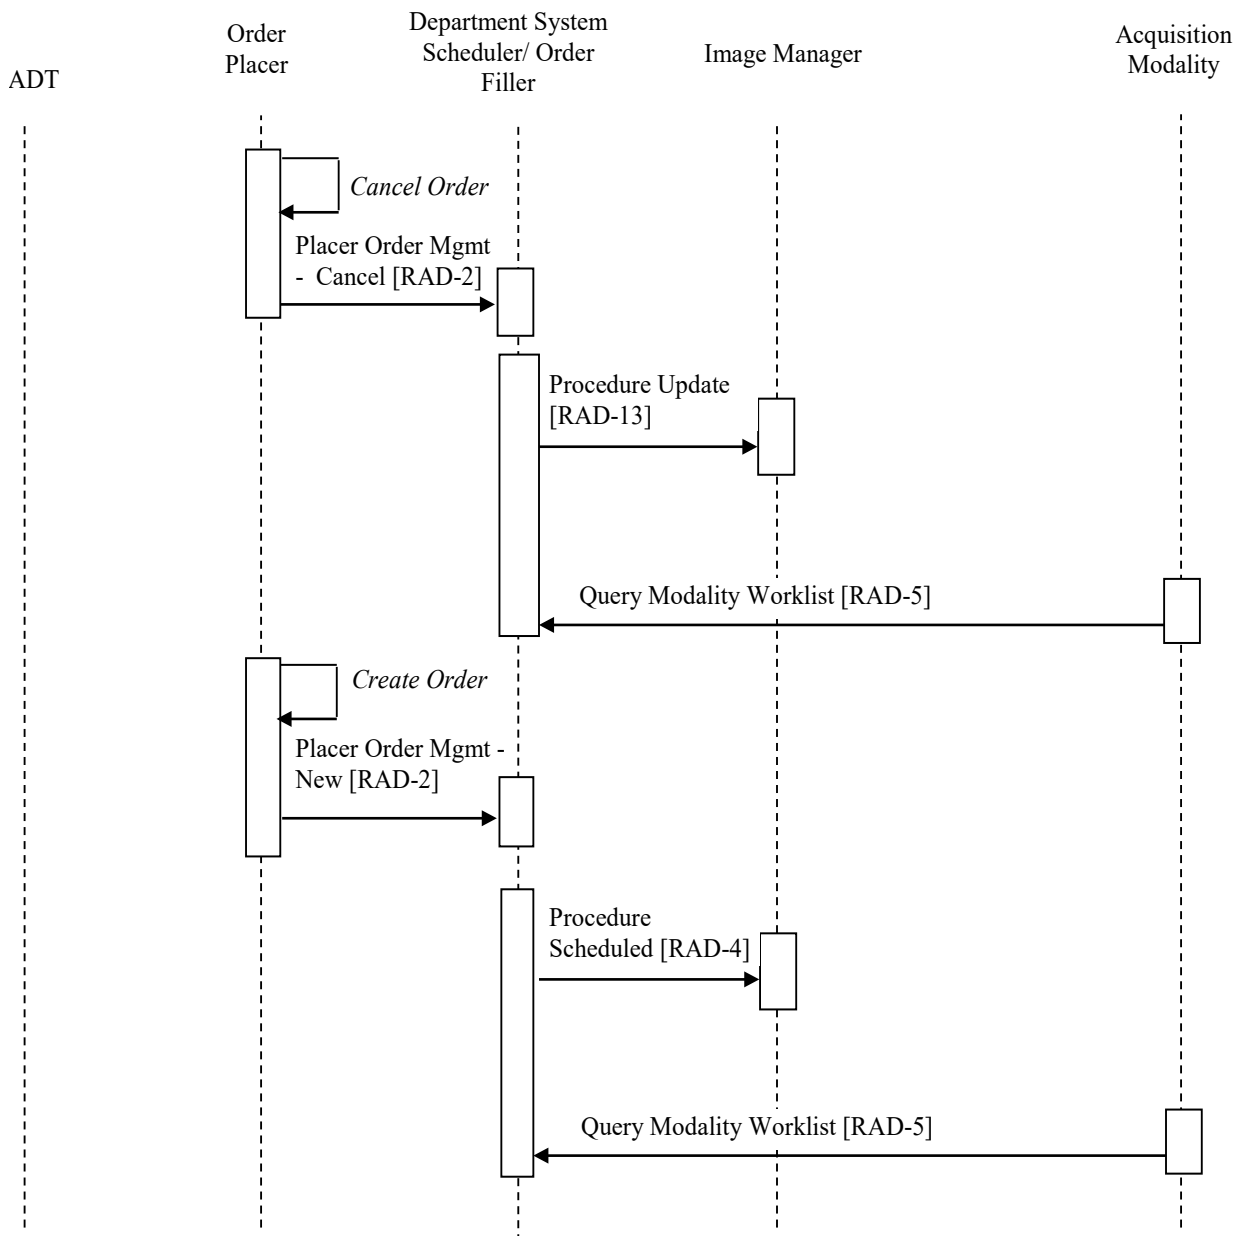 ADT
Order
Placer
Department System
Scheduler/ Order
Filler
Image Manager
Acquisition
Modality
Cancel Order
Placer Order Mgmt
-  Cancel [RAD-2]
Procedure Update
[RAD-13]
Query Modality Worklist [RAD-5]
Create Order
Placer Order Mgmt -
New [RAD-2]
Procedure
Scheduled [RAD-4]
Query Modality Worklist [RAD-5]